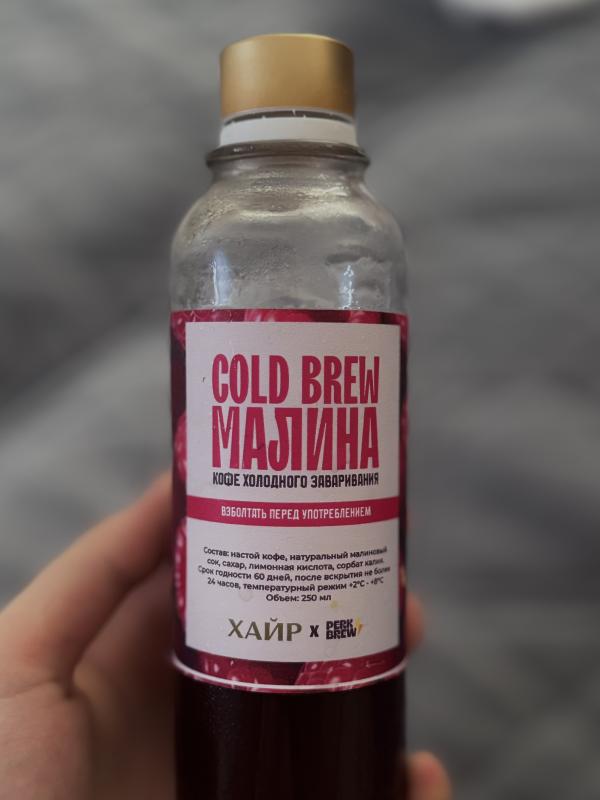 COLD BREW
МАЛИНА
КОФЕ ХОЛОДНОГО ЗАВАРИВАНИЯ
ВЗБОЛТАТЬ ПЕРЕД УПОТРЕБЛЕНИЕМ
Состав: настой кофе, натуральный малиновый
сок, сахар, лимонная кислота, сорбат калия.
Срок годности 60 дней, после вскрытия не более
24 часов, температурный режим +2°C - +8°C
Объем: 250 мл
ХАЙР X PERK BREW